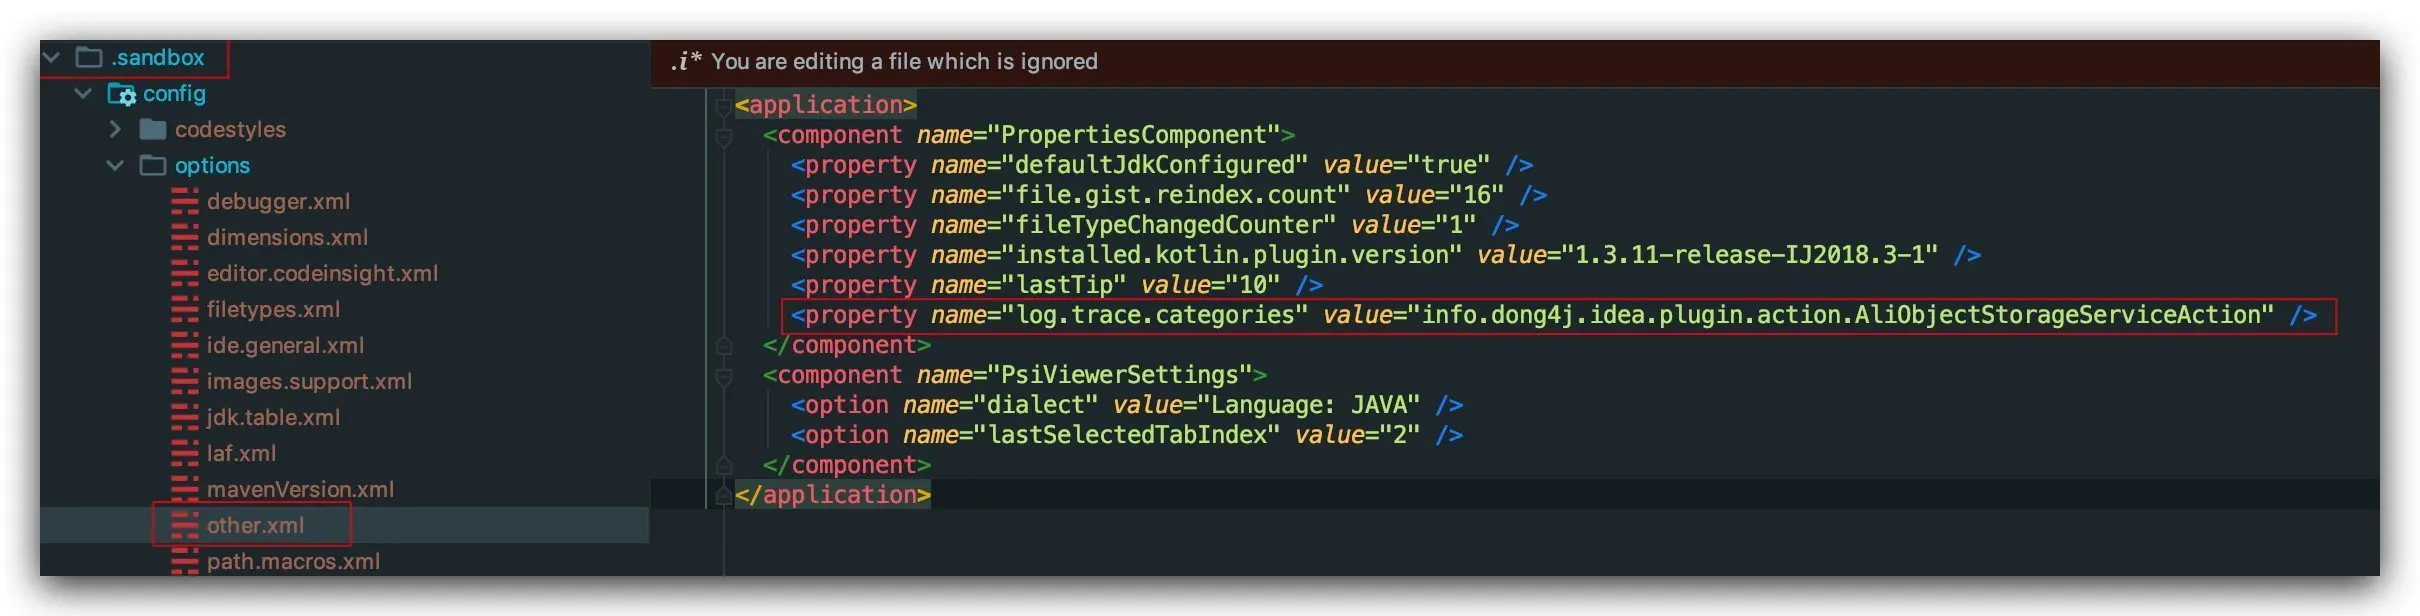 .sandbox
config
codestyles
options
debugger.xml
dimensions.xml
editor.codeinsight.xml
filetypes.xml
ide.general.xml
images.support.xml
jdk.table.xml
laf.xml
mavenVersion.xml
other.xml
path.macros.xml
.i* You are editing a file which is ignored
<application>
<component name="PropertiesComponent">
<property name="defaultJdkConfigured" value="true" />
<property name="file.gist.reindex.count" value="16" />
<property name="fileTypeChangedCounter" value="1" />
<property name="installed.kotlin.plugin.version" value="1.3.11-release-IJ2018.3-1" />
<property name="lastTip" value="10" />
<property name="log.trace.categories" value="info.dong4j.idea.plugin.action.AliObjectStorageServiceAction" />
</component>
<component name="PsiViewerSettings">
<option name="dialect" value="Language: JAVA" />
<option name="lastSelectedTabIndex" value="2" />
</component>
</application>